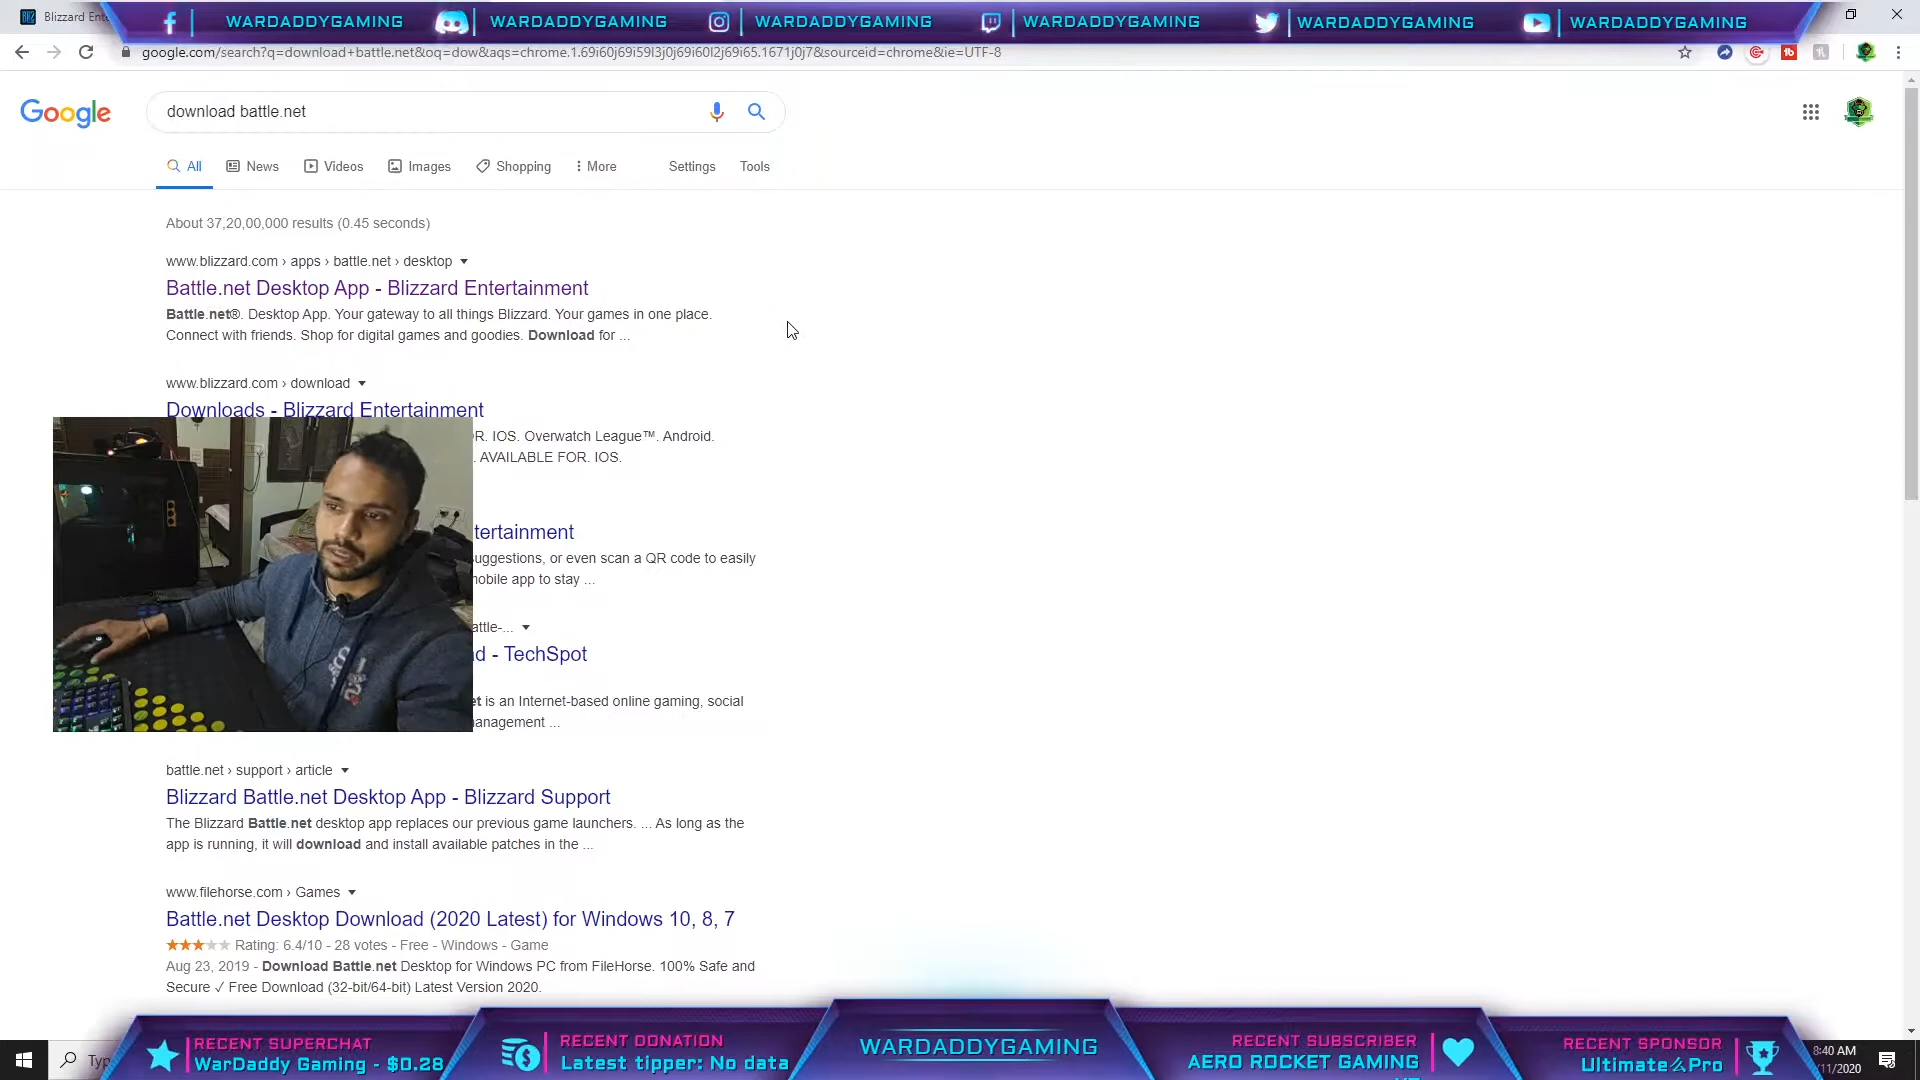 Blizzard Ent
WARDADDYGAMING
WARDADDYGAMING
WARDADDYGAMING
WARDADDYGAMING
WARDADDYGAMING
WARDADDYGAMING
google.com/search?q=download+battle.net&oq=dow&aqs=chrome.1.69i60j69i59l3j0j69i60l2j69i65.1671j0j7&sourceid=chrome&ie=UTF-8
Google
download battle.net
All
News
Videos
Images
Shopping
More
Settings
Tools
About 37,20,00,000 results (0.45 seconds)
www.blizzard.com › apps › battle.net › desktop
Battle.net Desktop App - Blizzard Entertainment
Battle.net®. Desktop App. Your gateway to all things Blizzard. Your games in one place.
Connect with friends. Shop for digital games and goodies. Download for ...
www.blizzard.com › download
Downloads - Blizzard Entertainment
R. IOS. Overwatch League™. Android.
. AVAILABLE FOR. IOS.
tertainment
uggestions, or even scan a QR code to easily
mobile app to stay ...
attle-...
d - TechSpot
et is an Internet-based online gaming, social
anagement ...
battle.net › support › article
Blizzard Battle.net Desktop App - Blizzard Support
The Blizzard Battle.net desktop app replaces our previous game launchers. ... As long as the
app is running, it will download and install available patches in the ...
www.filehorse.com › Games
Battle.net Desktop Download (2020 Latest) for Windows 10, 8, 7
Rating: 6.4/10 - 28 votes - Free - Windows - Game
Aug 23, 2019 - Download Battle.net Desktop for Windows PC from FileHorse. 100% Safe and
Secure ✓ Free Download (32-bit/64-bit) Latest Version 2020.
Typ
RECENT SUPERCHAT
WarDaddy Gaming - $0.28
RECENT DONATION
Latest tipper: No data
WARDADDYGAMING
RECENT SUBSCRIBER
AERO ROCKET GAMING
RECENT SPONSOR
Pro
8:40 AM
/11/2020